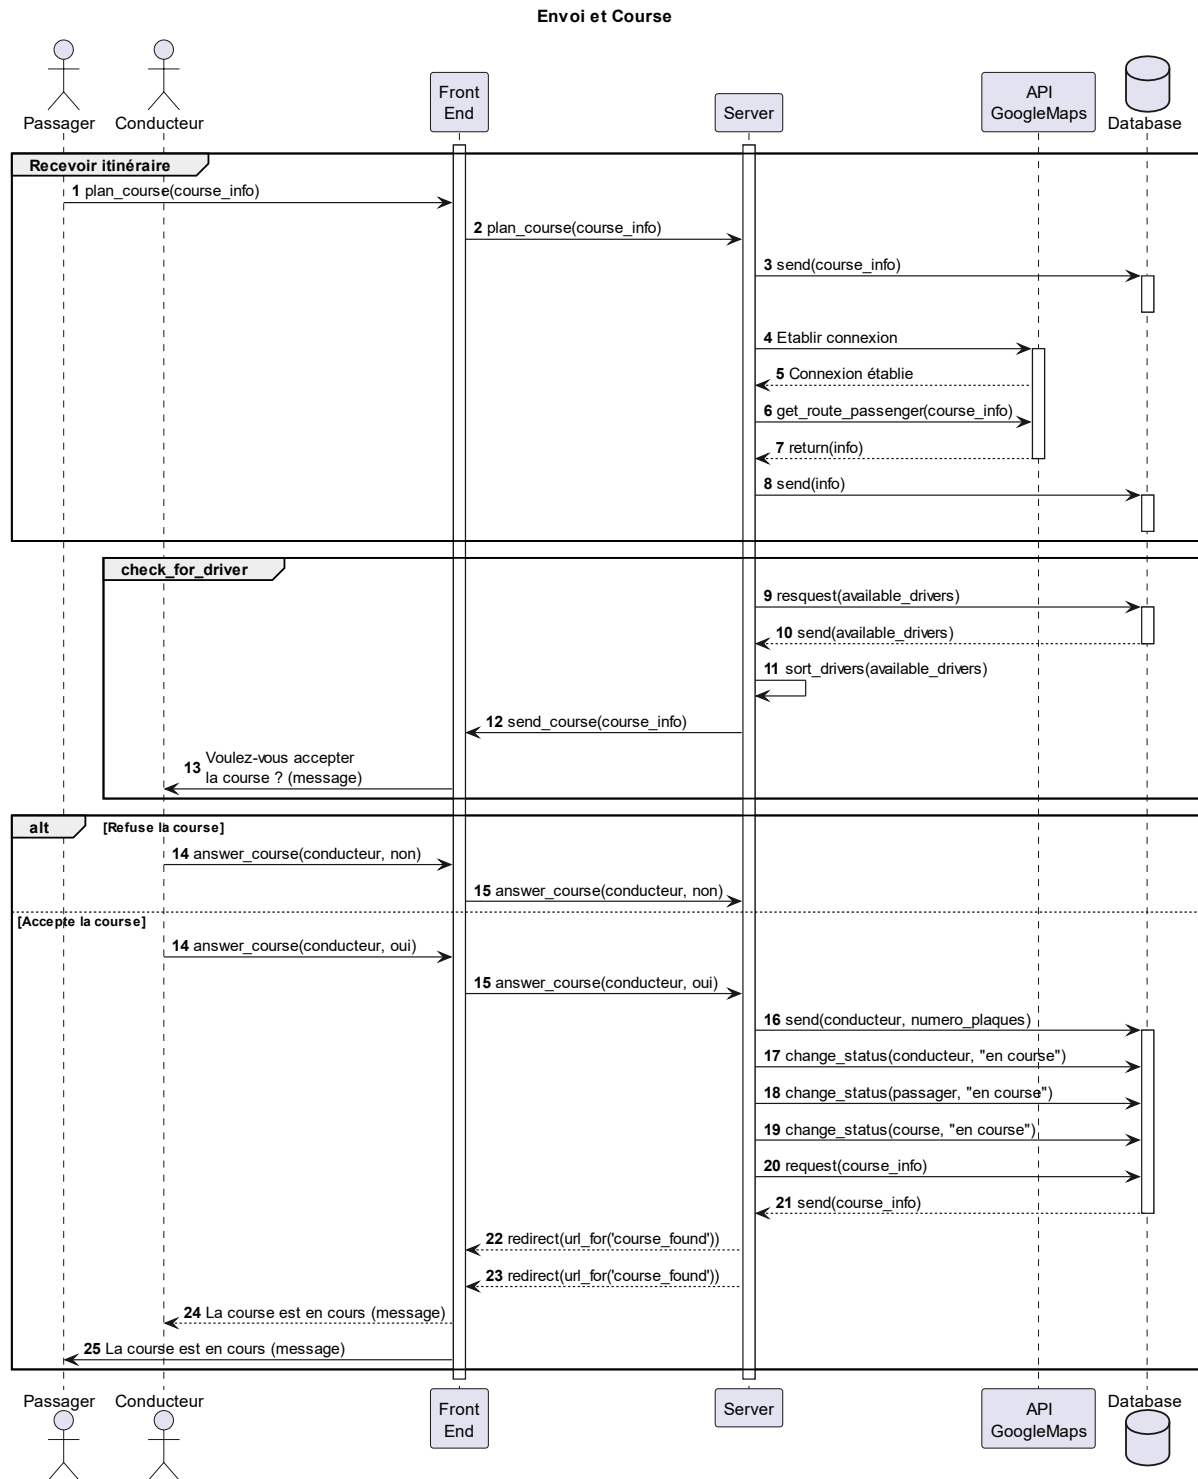 Envoi et Course
Passager
Conducteur
Front
End
Server
API
GoogleMaps
Database
Recevoir itinéraire
1 plan_course(course_info)
2 plan_course(course_info)
3 send(course_info)
4 Etablir connexion
5 Connexion établie
6 get_route_passenger(course_info)
7 return(info)
8 send(info)
check_for_driver
9 resquest(available_drivers)
10 send(available_drivers)
11 sort_drivers(available_drivers)
12 send_course(course_info)
13 Voulez-vous accepter
la course ? (message)
alt [Refuse la course]
14 answer_course(conducteur, non)
15 answer_course(conducteur, non)
[Accepte la course]
14 answer_course(conducteur, oui)
15 answer_course(conducteur, oui)
16 send(conducteur, numero_plaques)
17 change_status(conducteur, "en course")
18 change_status(passager, "en course")
19 change_status(course, "en course")
20 request(course_info)
21 send(course_info)
22 redirect(url_for('course_found'))
23 redirect(url_for('course_found'))
24 La course est en cours (message)
25 La course est en cours (message)
Passager
Conducteur
Front
End
Server
API
GoogleMaps
Database